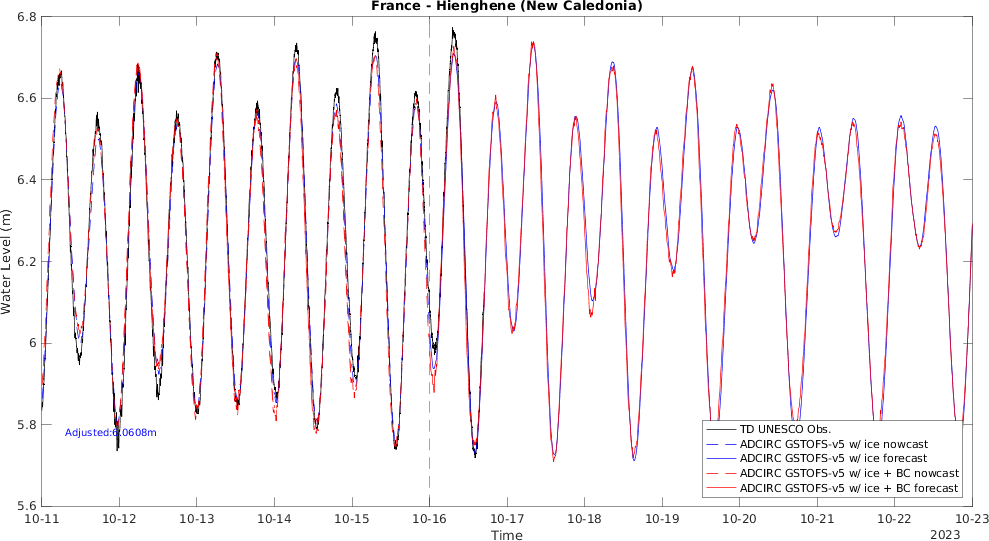 France - Hienghene (New Caledonia)
6.8
6.6
6.4
6.2
6
5.8
5.6
Water Level (m)
Adjusted:6.0608m
TD UNESCO Obs.
ADCIRC GSTOFS-v5 w/ ice nowcast
ADCIRC GSTOFS-v5 w/ ice forecast
ADCIRC GSTOFS-v5 w/ ice + BC nowcast
ADCIRC GSTOFS-v5 w/ ice + BC forecast
10-11 10-12 10-13 10-14 10-15 10-16 10-17 10-18 10-19 10-20 10-21 10-22 10-23
Time
2023